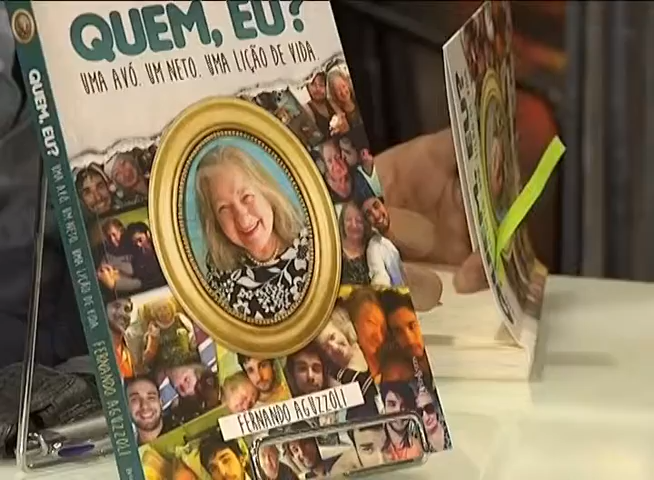 QUEM, EU?
UMA AVÓ. UM NETO. UMA LIÇÃO DE VIDA
FERNANDO AGUZZOLI
QUEM, EU? UMA AVÓ. UM NETO. UMA LIÇÃO DE VIDA. FERNANDO AGUZZOLI